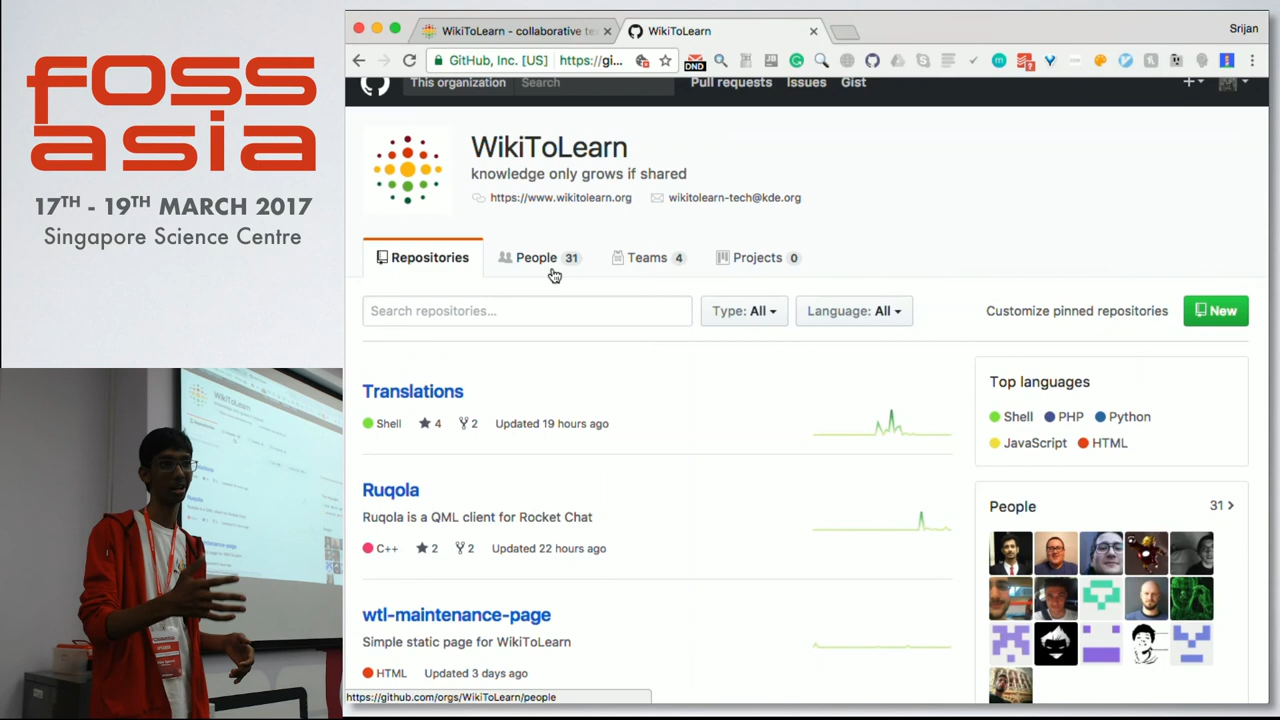 foss
asia
17TH - 19TH MARCH 2017
Singapore Science Centre
WikiToLearn - collaborative te
WikiToLearn
Srijan
GitHub, Inc. [US]
https://gi...
DND
This organization
Search
Pull requests
Issues
Gist
WikiToLearn
knowledge only grows if shared
https://www.wikitolearn.org
wikitolearn-tech@kde.org
Repositories
People 31
Teams 4
Projects 0
Search repositories...
Type: All
Language: All
Customize pinned repositories
New
Translations
Shell 4 2 Updated 19 hours ago
Ruqola
Ruqola is a QML client for Rocket Chat
C++ 2 2 Updated 22 hours ago
wtl-maintenance-page
Simple static page for WikiToLearn
HTML Updated 3 days ago
Top languages
Shell PHP Python
JavaScript HTML
People 31
https://github.com/orgs/WikiToLearn/people
WikiToLearn